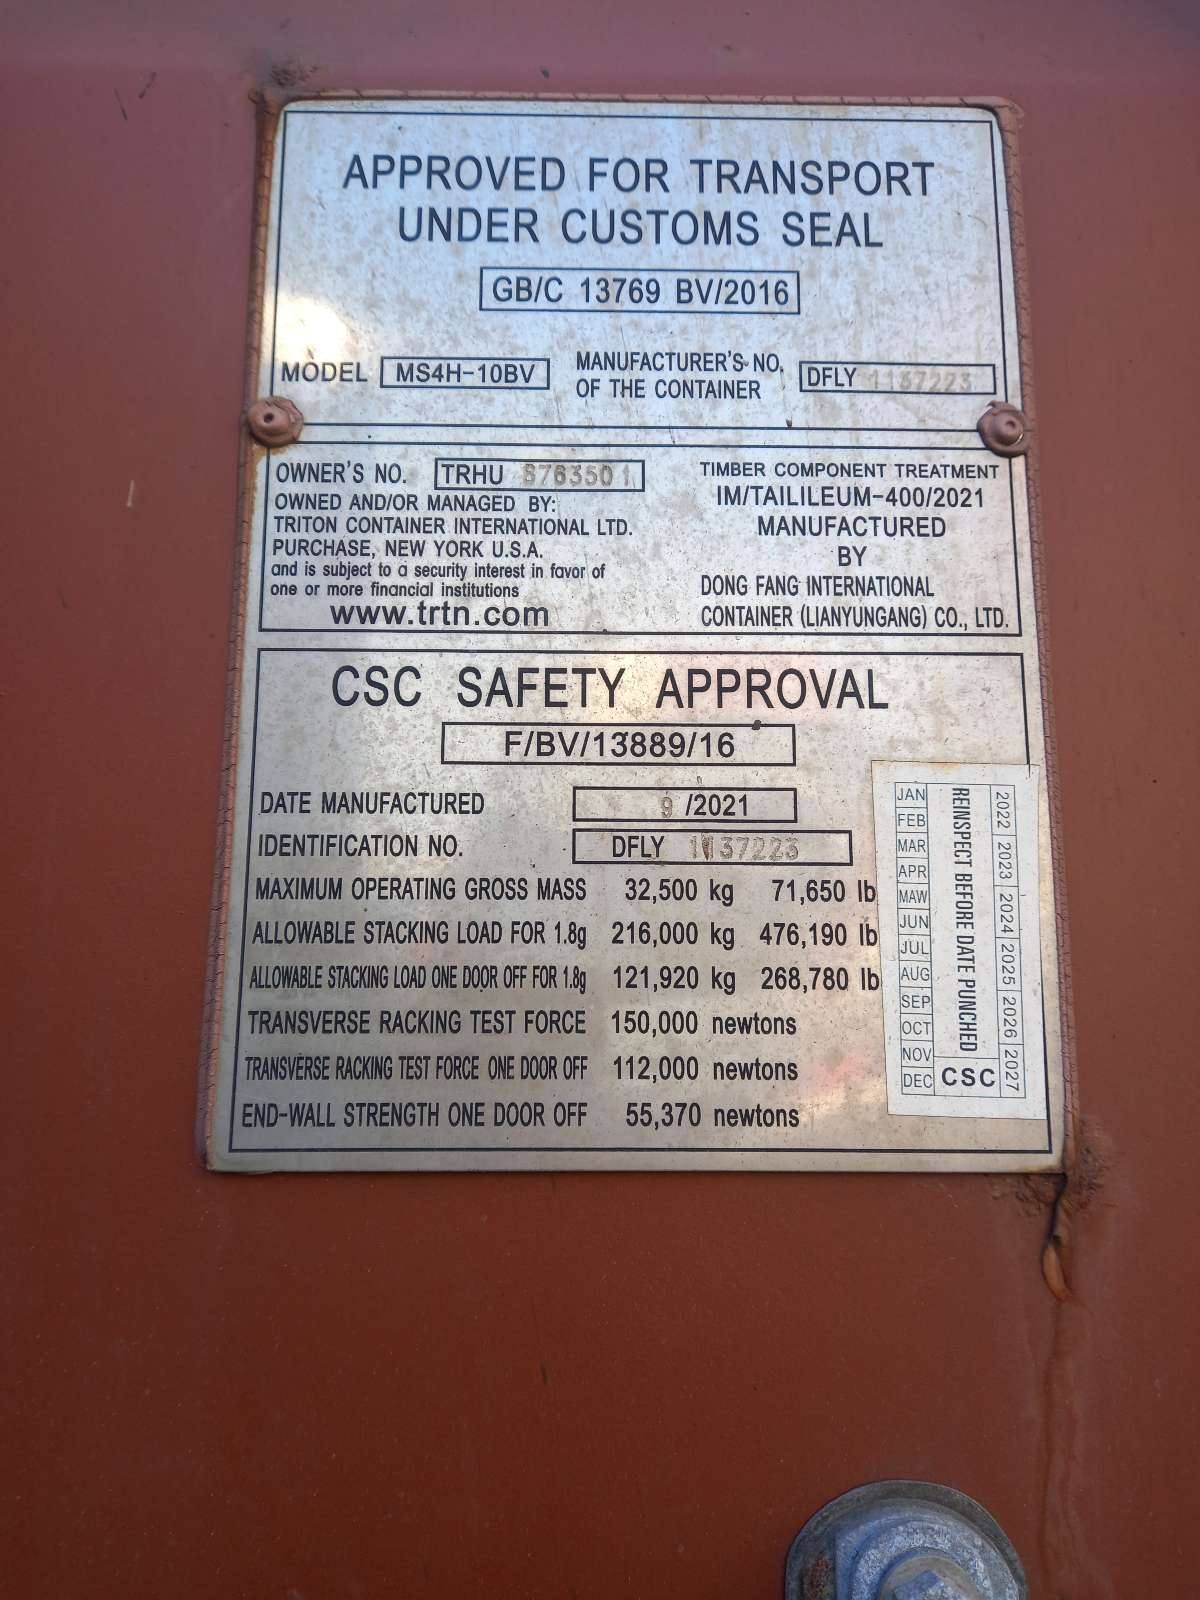 APPROVED FOR TRANSPORT
UNDER CUSTOMS SEAL
GB/C 13769 BV/2016
MODEL MS4H-10BV
MANUFACTURER'S NO.
OF THE CONTAINER
DFLY 1137223
OWNER'S NO. TRHU 8763501
OWNED AND/OR MANAGED BY:
TRITON CONTAINER INTERNATIONAL LTD.
PURCHASE, NEW YORK U.S.A.
and is subject to a security interest in favor of
one or more financial institutions
www.trtn.com
TIMBER COMPONENT TREATMENT
IM/TAILILEUM-400/2021
MANUFACTURED
BY
DONG FANG INTERNATIONAL
CONTAINER (LIANYUNGANG) CO., LTD.
CSC SAFETY APPROVAL
F/BV/13889/16
DATE MANUFACTURED 9 /2021
IDENTIFICATION NO. DFLY 1137223
MAXIMUM OPERATING GROSS MASS 32,500 kg 71,650 lb
ALLOWABLE STACKING LOAD FOR 1.8g 216,000 kg 476,190 lb
ALLOWABLE STACKING LOAD ONE DOOR OFF FOR 1.8g 121,920 kg 268,780 lb
TRANSVERSE RACKING TEST FORCE 150,000 newtons
TRANSVERSE RACKING TEST FORCE ONE DOOR OFF 112,000 newtons
END-WALL STRENGTH ONE DOOR OFF 55,370 newtons
JAN
FEB
MAR
APR
MAW
JUN
JUL
AUG
SEP
OCT
NOV
DEC
REINSPECT BEFORE DATE PUNCHED
CSC
2022 2023 2024 2025 2026 2027